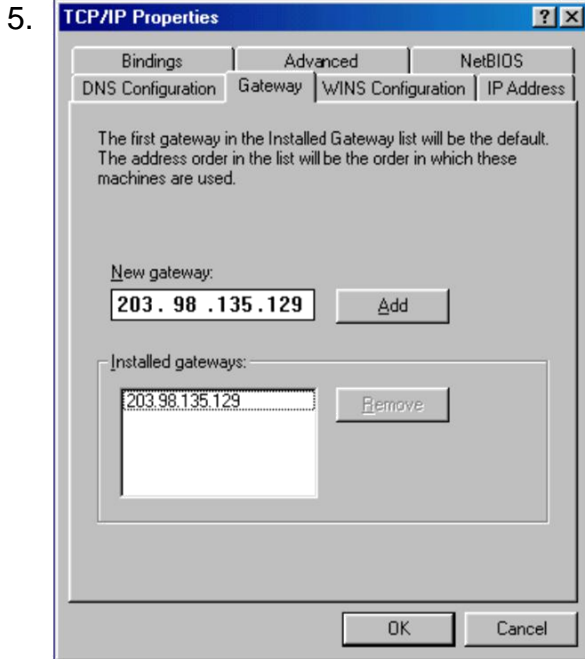 5.
TCP/IP Properties
Bindings Advanced NetBIOS
DNS Configuration Gateway WINS Configuration IP Address
The first gateway in the Installed Gateway list will be the default.
The address order in the list will be the order in which these
machines are used.
New gateway:
203. 98 .135.129 Add
Installed gateways:
203.98.135.129 Remove
OK Cancel